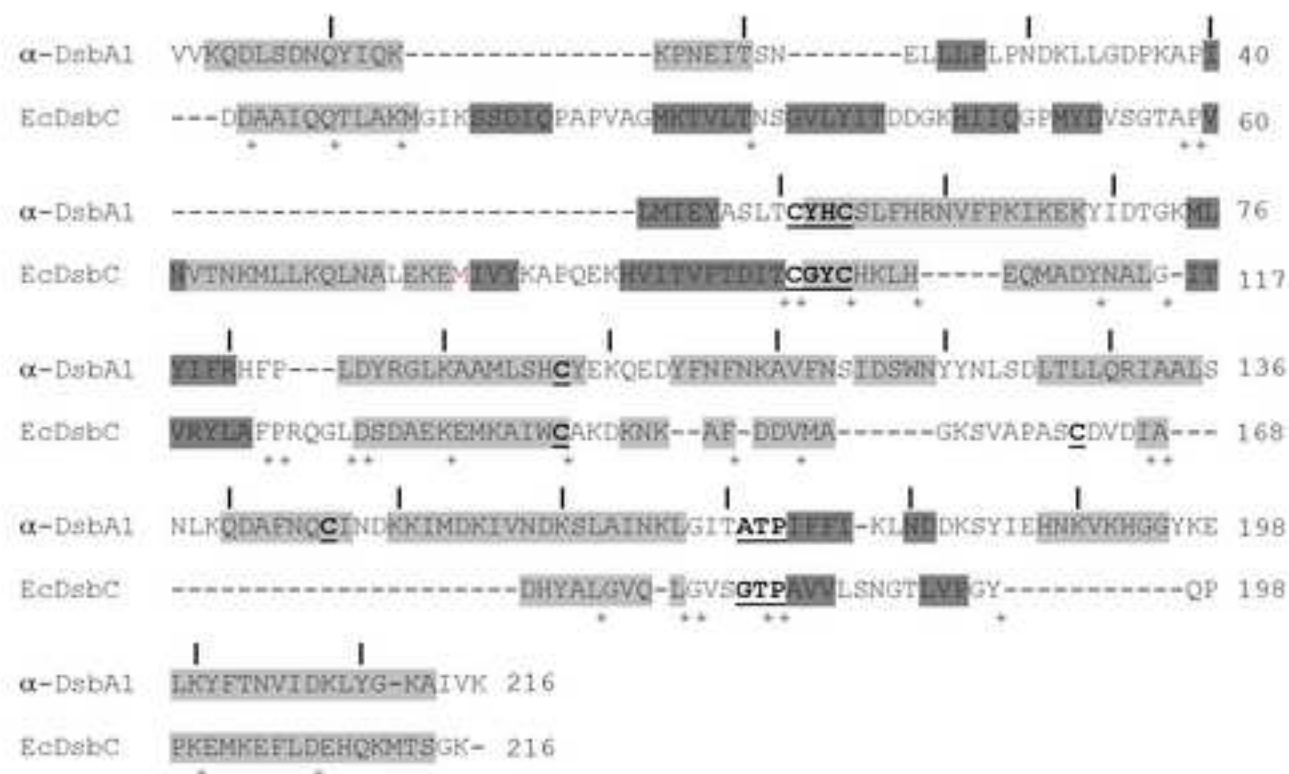 α-DsbA1 VVKQDLSDNQYIQK---------------KPNEITSN-------ELLLPLPNDKLLGDPKAPI 40
EcDsbC ---DDAAIQQTLAKMGIKSSDIQPAPVAGMKTVLTNSGVLYITDDGKHIIQGPMYDVSGTAPV 60
α-DsbA1 ----------------------------LMIEYASLTCYHCSLFHRNVFPKIKEKYIDTGKML 76
EcDsbC NVTNKMLLKQLNALEKEMIVYKAPQEKHVITVFTDITCGYCHKLH-----EQMADYNALG-IT 117
α-DsbA1 YIFRHFP---LDYRGLKAAMLSHCYEKQEDYFNFNKAVFNSIDSWNYYNLSDLTLLQRIAALS 136
EcDsbC VRYLAFPRQGLDSDAEKEMKAIWCAKDKNK--AF-DDVMA------GKSVAPASCDVDIA--- 168
α-DsbA1 NLKQDAFNQCINDKKIMDKIVNDKSLAINKLGITATPIFFI-KLNDDKSYIEHNKVKHGGYKE 198
EcDsbC ---------------------DHYALGVQ-LGVSGTPAVVLSNGTLVPGY-----------QP 198
α-DsbA1 LKYFTNVIDKLYG-KAIVK 216
EcDsbC PKEMKEFLDEHQKMTSGK- 216